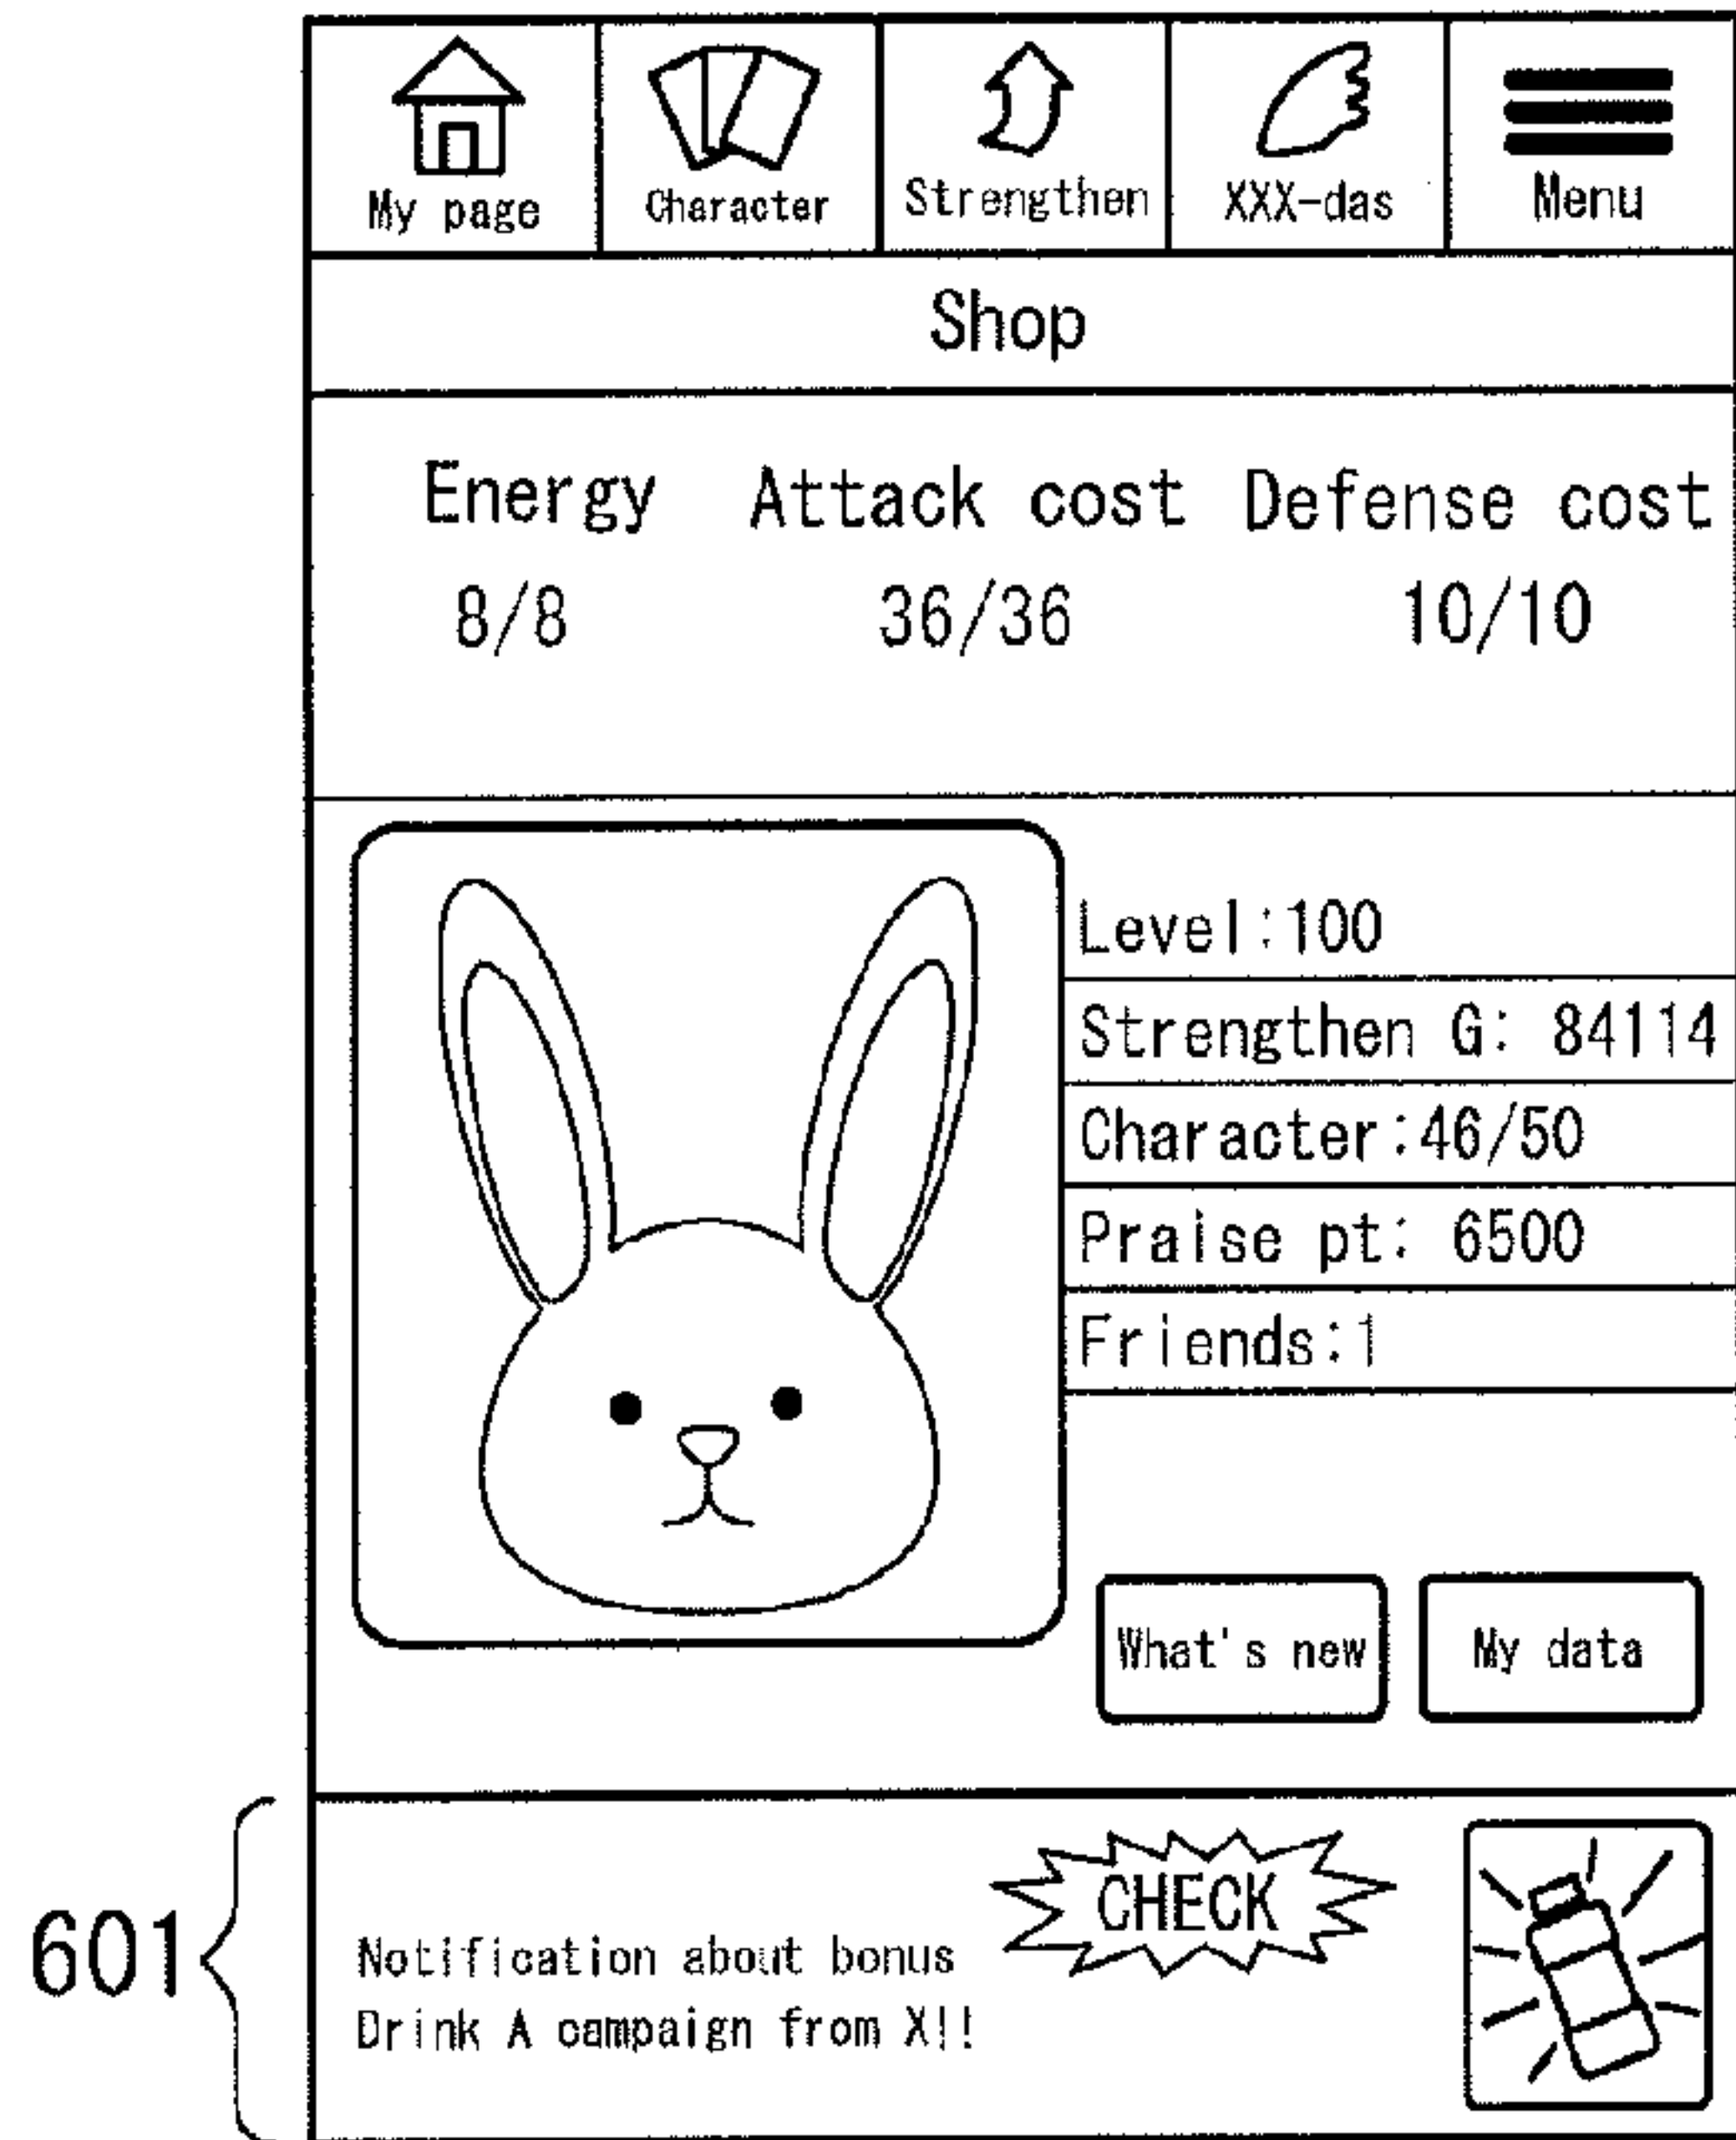 My page Character Strengthen XXX-das Menu
Shop
Energy Attack cost Defense cost
8/8 36/36 10/10
Level:100
Strengthen G: 84114
Character:46/50
Praise pt: 6500
Friends:1
What's new My data
CHECK
601
Notification about bonus
Drink A campaign from X!!